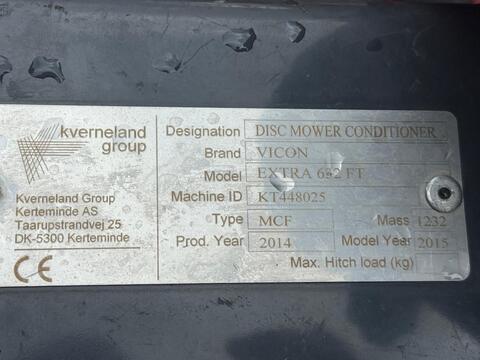 kverneland
group
Kverneland Group
Kerteminde AS
Taarupstrandvej 25
DK-5300 Kerteminde
CE
Designation DISC MOWER CONDITIONER
Brand VICON
Model EXTRA 632 FT
Machine ID KT448025
Type MCF Mass 1232
Prod. Year 2014 Model Year 2015
Max. Hitch load (kg)